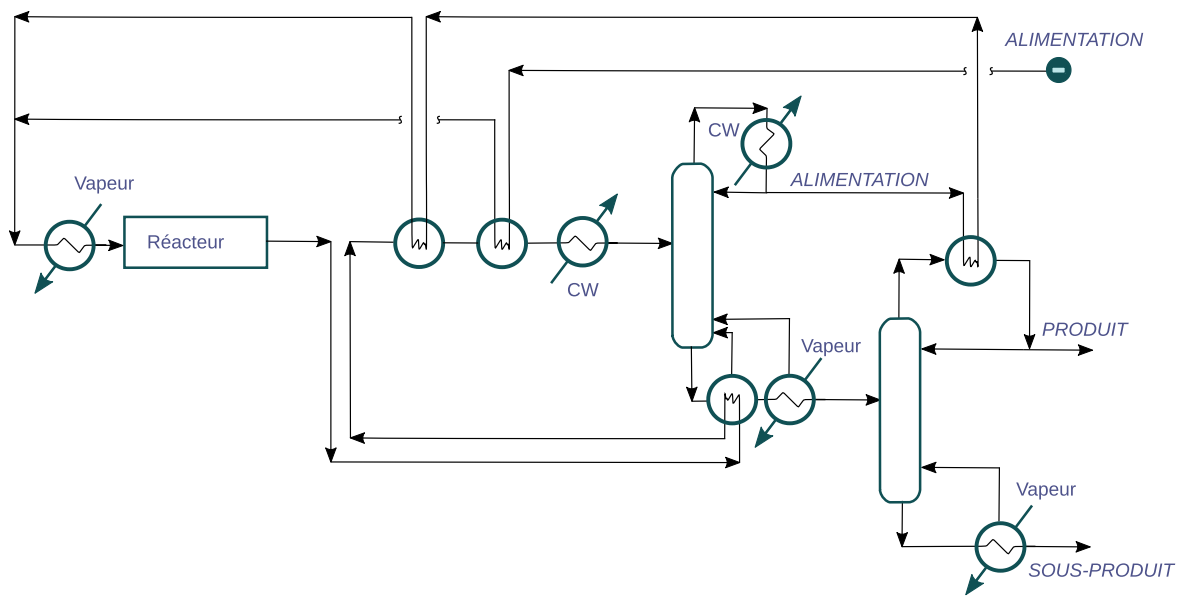 ALIMENTATION
CW
Vapeur
ALIMENTATION
Réacteur
CW
PRODUIT
Vapeur
Vapeur
SOUS-PRODUIT